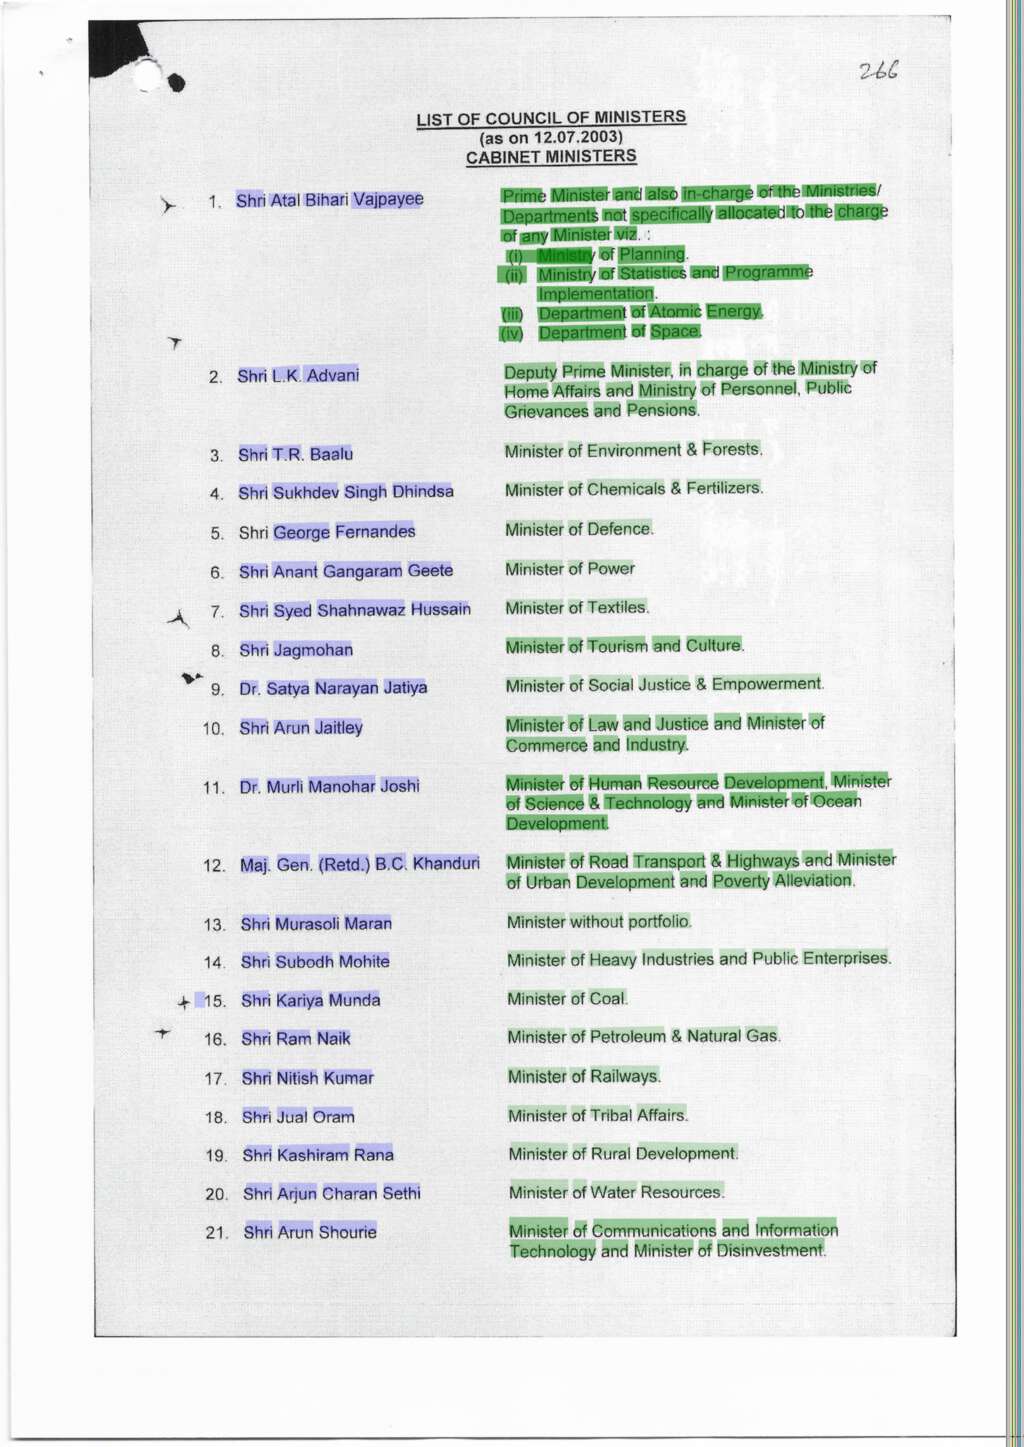 266
LIST OF COUNCIL OF MINISTERS
(as on 12.07.2003)
CABINET MINISTERS
1. Shri Atal Bihari Vajpayee Prime Minister and also in-charge of the Ministries/
Departments not specifically allocated to the charge
of any Minister viz. :
(i) Ministry of Planning.
(ii) Ministry of Statistics and Programme
Implementation.
(iii) Department of Atomic Energy.
(iv) Department of Space.
2. Shri L.K. Advani Deputy Prime Minister, in charge of the Ministry of
Home Affairs and Ministry of Personnel, Public
Grievances and Pensions.
3. Shri T.R. Baalu Minister of Environment & Forests.
4. Shri Sukhdev Singh Dhindsa Minister of Chemicals & Fertilizers.
5. Shri George Fernandes Minister of Defence.
6. Shri Anant Gangaram Geete Minister of Power
7. Shri Syed Shahnawaz Hussain Minister of Textiles.
8. Shri Jagmohan Minister of Tourism and Culture.
9. Dr. Satya Narayan Jatiya Minister of Social Justice & Empowerment.
10. Shri Arun Jaitley Minister of Law and Justice and Minister of
Commerce and Industry.
11. Dr. Murli Manohar Joshi Minister of Human Resource Development, Minister
of Science & Technology and Minister of Ocean
Development.
12. Maj. Gen. (Retd.) B.C. Khanduri Minister of Road Transport & Highways and Minister
of Urban Development and Poverty Alleviation.
13. Shri Murasoli Maran Minister without portfolio.
14. Shri Subodh Mohite Minister of Heavy Industries and Public Enterprises.
15. Shri Kariya Munda Minister of Coal.
16. Shri Ram Naik Minister of Petroleum & Natural Gas.
17. Shri Nitish Kumar Minister of Railways.
18. Shri Jual Oram Minister of Tribal Affairs.
19. Shri Kashiram Rana Minister of Rural Development.
20. Shri Arjun Charan Sethi Minister of Water Resources.
21. Shri Arun Shourie Minister of Communications and Information
Technology and Minister of Disinvestment.